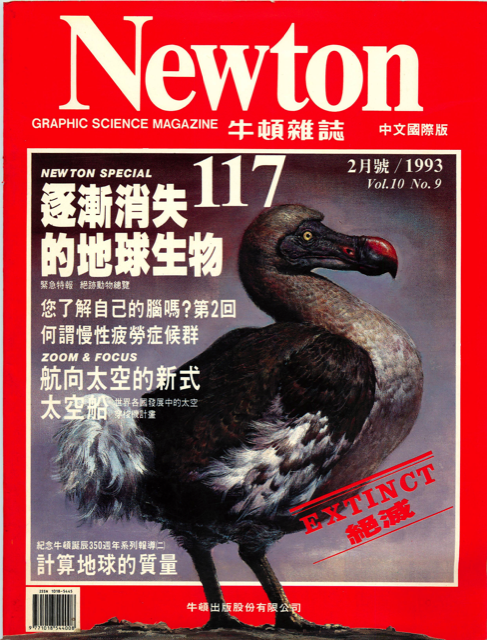 Newton
GRAPHIC SCIENCE MAGAZINE 牛頓雜誌 中文國際版
NEWTON SPECIAL
117
2月號 / 1993
Vol.10 No.9
逐漸消失
的地球生物
緊急特報 絕跡動物總覽
您了解自己的腦嗎?第2回
何謂慢性疲勞症候群
ZOOM & FOCUS
航向太空的新式
太空船
世界各國發展中的太空
穿梭機計畫
EXTINCT
絕滅
紀念牛頓誕辰350週年系列報導㈡
計算地球的質量
ISSN 1018-5445
9 771018 544008
牛頓出版股份有限公司